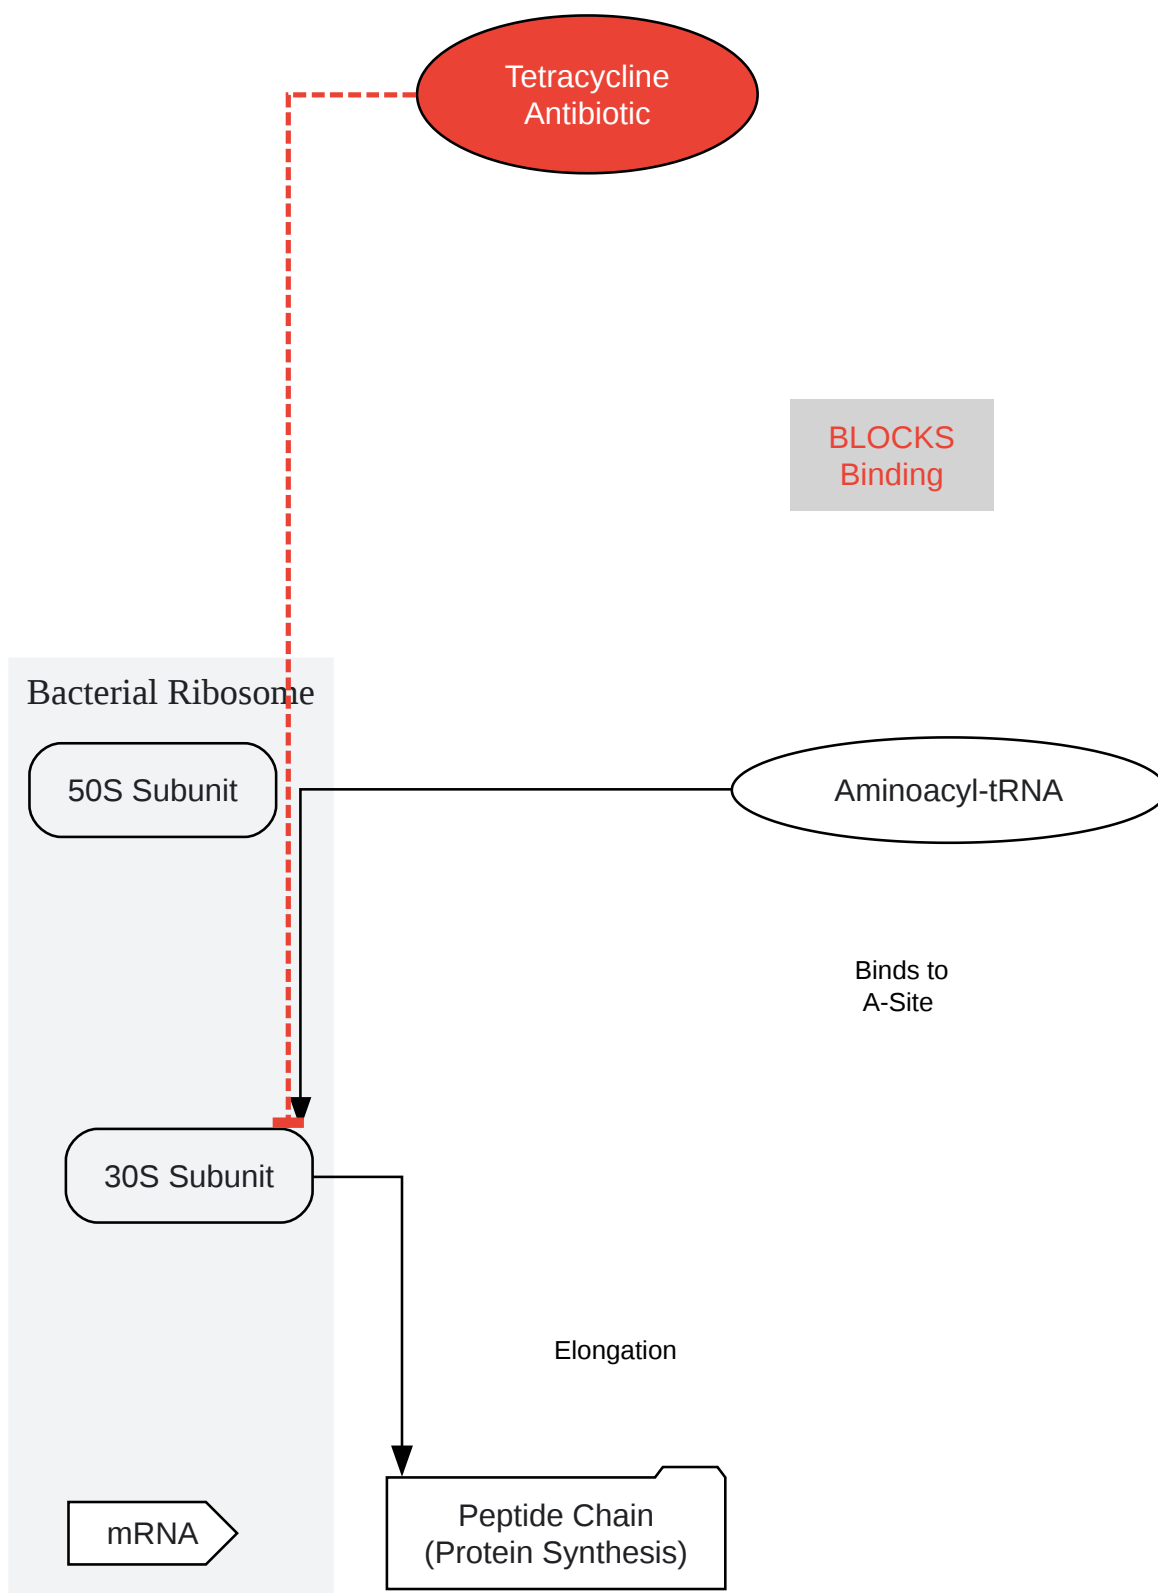 Tetracycline
Antibiotic
BLOCKS
Binding
Bacterial Ribosome
50S Subunit
Aminoacyl-tRNA
Binds to
A-Site
30S Subunit
Elongation
mRNA
Peptide Chain
(Protein Synthesis)